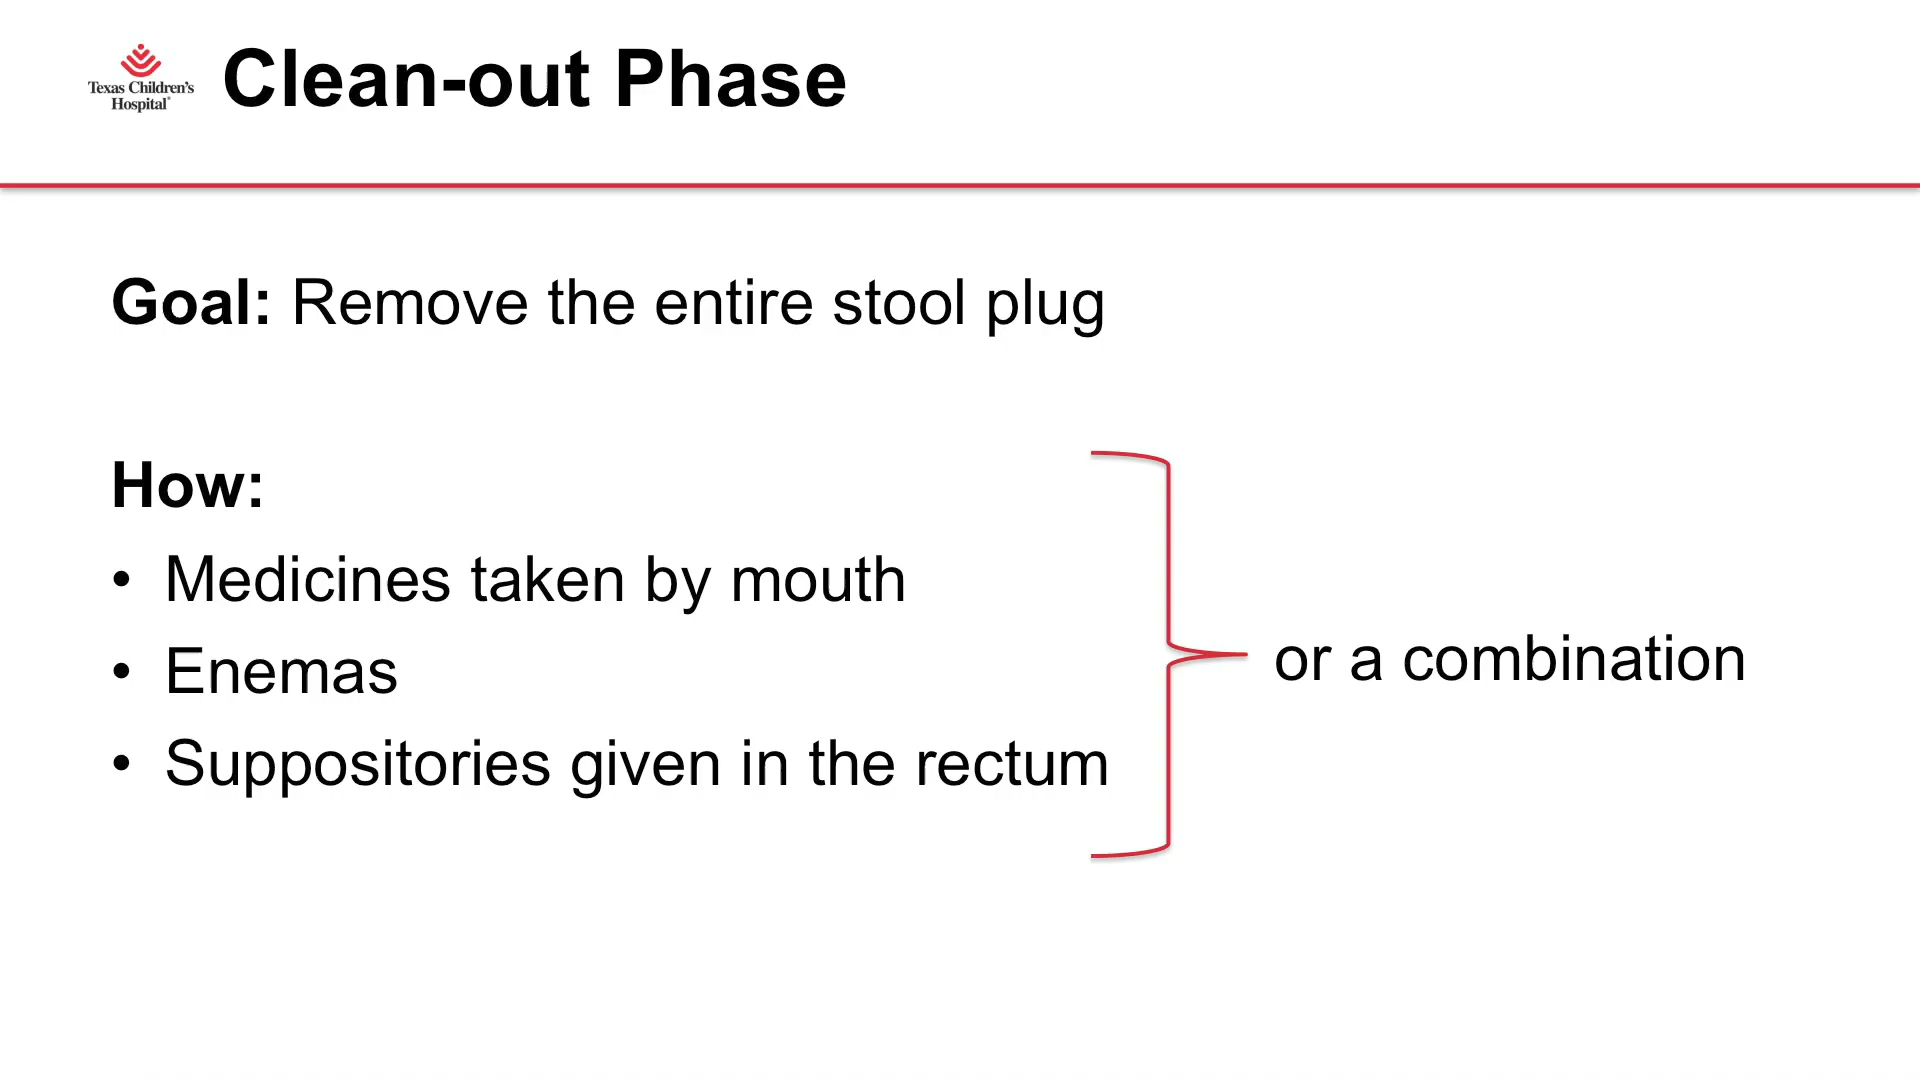 Texas Children's
Hospital
Clean-out Phase
Goal: Remove the entire stool plug
How:
• Medicines taken by mouth
• Enemas
• Suppositories given in the rectum
or a combination